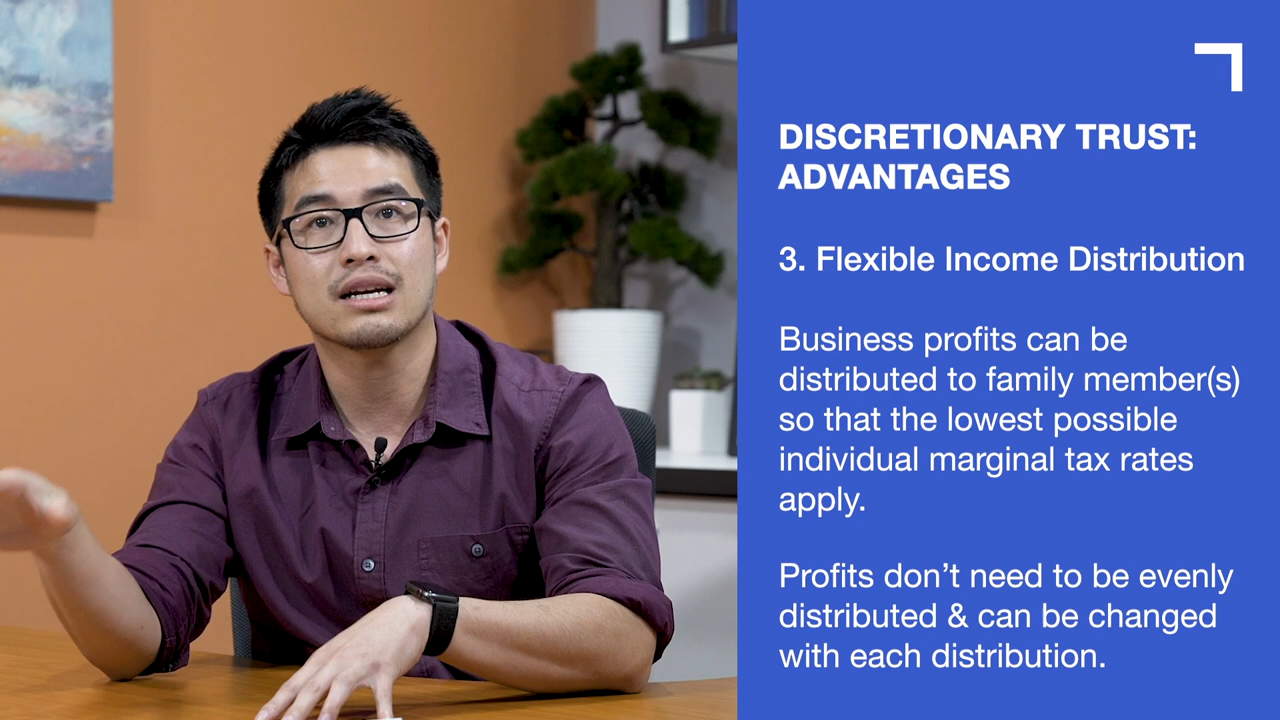 DISCRETIONARY TRUST:
ADVANTAGES
3. Flexible Income Distribution
Business profits can be
distributed to family member(s)
so that the lowest possible
individual marginal tax rates
apply.
Profits don’t need to be evenly
distributed & can be changed
with each distribution.